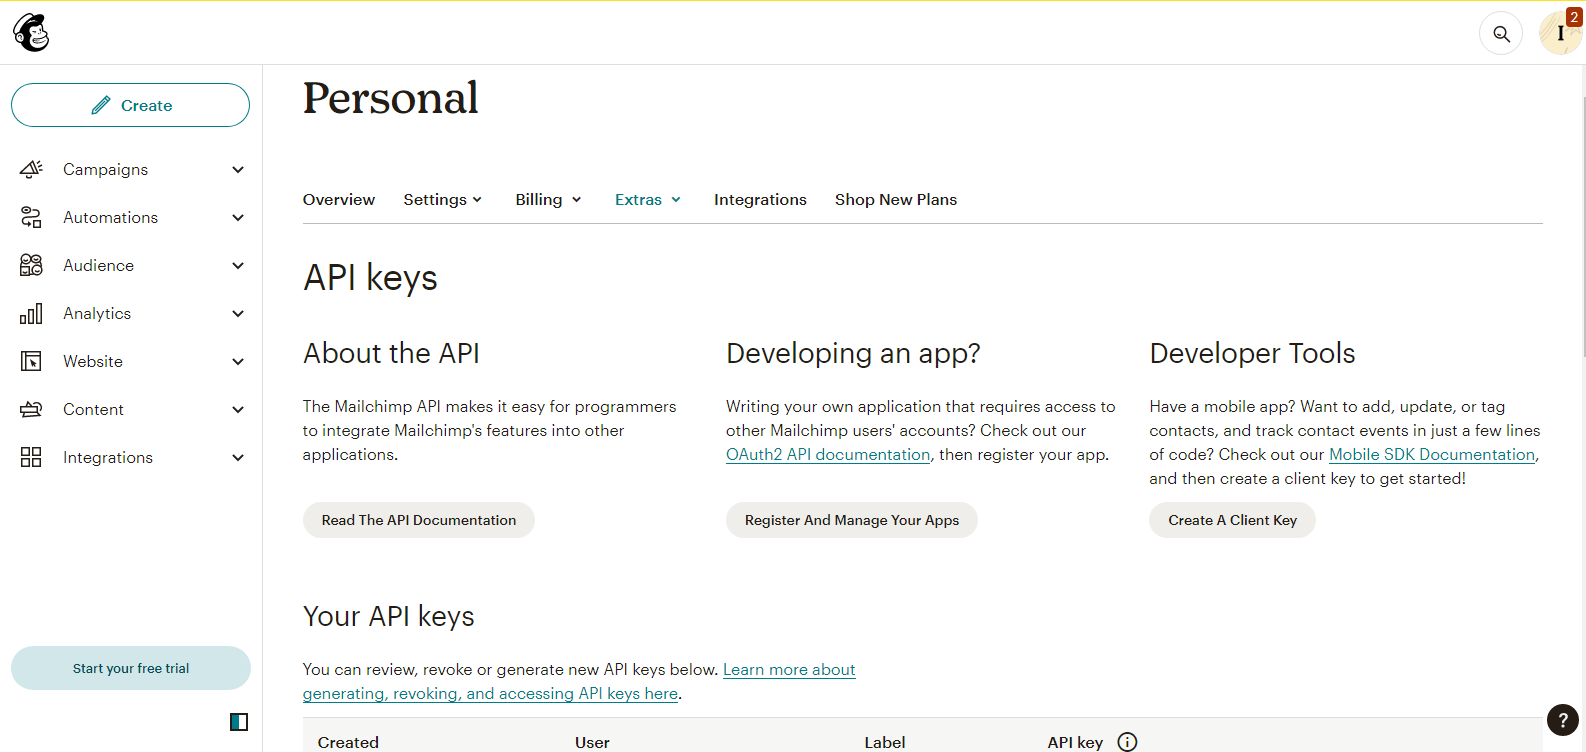 I
2
Create
Campaigns
Automations
Audience
Analytics
Website
Content
Integrations
Start your free trial
Personal
Overview
Settings
Billing
Extras
Integrations
Shop New Plans
API keys
About the API
The Mailchimp API makes it easy for programmers
to integrate Mailchimp's features into other
applications.
Read The API Documentation
Developing an app?
Writing your own application that requires access to
other Mailchimp users' accounts? Check out our
OAuth2 API documentation, then register your app.
Register And Manage Your Apps
Developer Tools
Have a mobile app? Want to add, update, or tag
contacts, and track contact events in just a few lines
of code? Check out our Mobile SDK Documentation,
and then create a client key to get started!
Create A Client Key
Your API keys
You can review, revoke or generate new API keys below. Learn more about
generating, revoking, and accessing API keys here.
Created
User
Label
API key
?